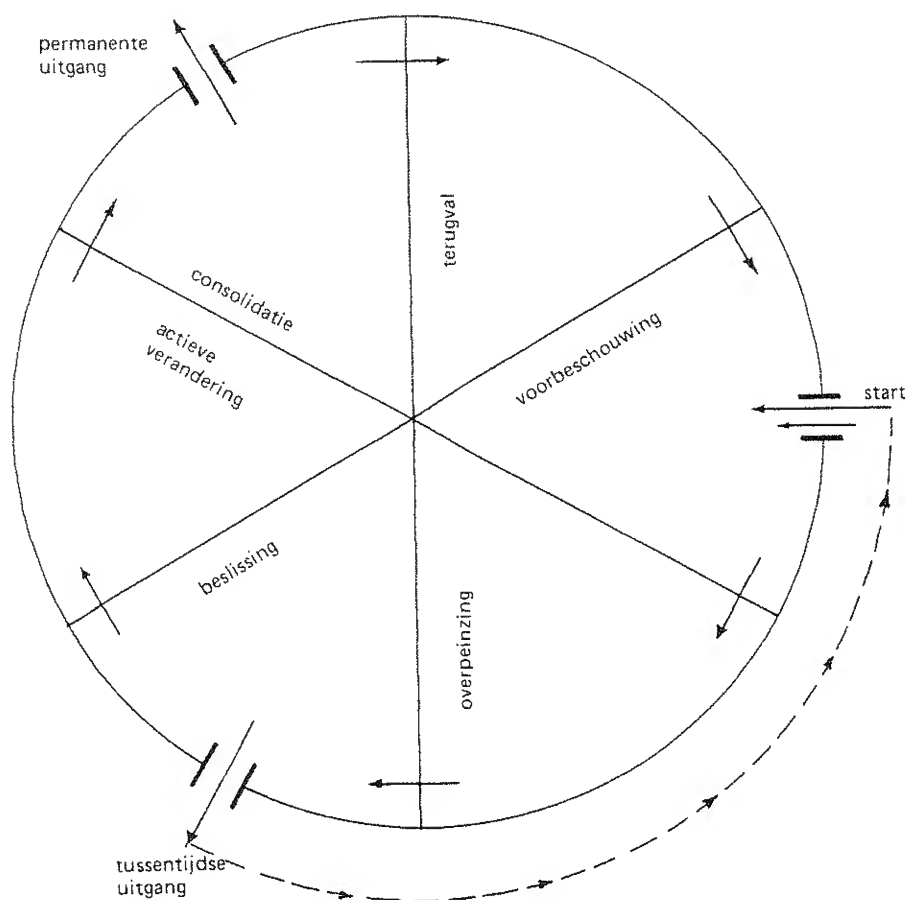 permanente
uitgang
terugval
consolidatie
actieve
verandering
voorbeschouwing
start
beslissing
overpeinzing
tussentijdse
uitgang